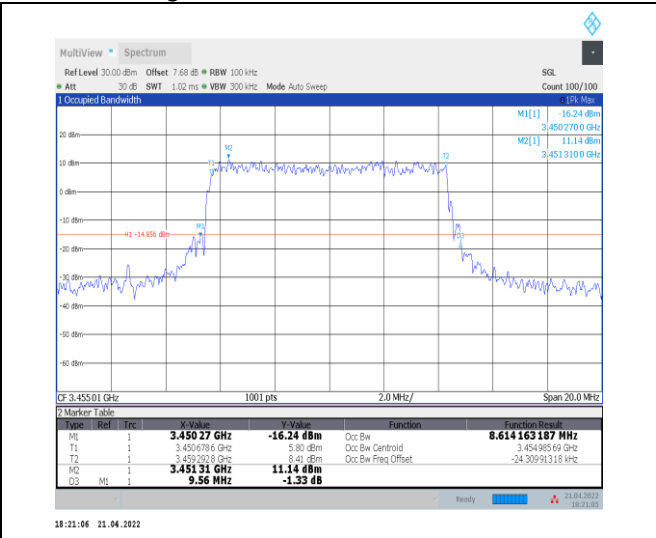 MultiView Spectrum
Ref Level 30.00 dBm Offset 7.68 dB RBW 100 kHz SGL
Att 30 dB SWT 1.02 ms VBW 300 kHz Mode Auto Sweep Count 100/100
1 Occupied Bandwidth 1Pk Max
M1[1] -16.24 dBm
3.4502700 GHz
M2[1] 11.14 dBm
3.4513100 GHz
20 dBm
M2
T1
T2
10 dBm
0 dBm
-10 dBm
M1
H1 -14.856 dBm
D3
-20 dBm
-30 dBm
-40 dBm
-50 dBm
-60 dBm
CF 3.45501 GHz 1001 pts 2.0 MHz/ Span 20.0 MHz
2 Marker Table
Type Ref Trc X-Value Y-Value Function Function Result
M1 1 3.45027 GHz -16.24 dBm Occ Bw 8.614163187 MHz
T1 1 3.4506786 GHz 5.80 dBm Occ Bw Centroid 3.45498569 GHz
T2 1 3.4592928 GHz 8.41 dBm Occ Bw Freq Offset -24.30991318 kHz
M2 1 3.45131 GHz 11.14 dBm
D3 M1 1 9.56 MHz -1.33 dB
Ready 21.04.2022
18:21:05
18:21:06 21.04.2022